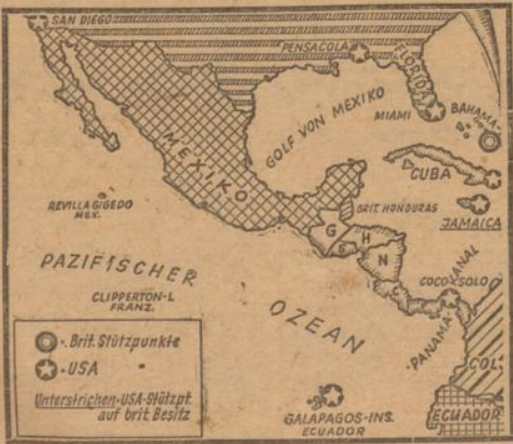 SAN DIEGO
PENSACOLA
FLORIDA
MIAMI
BAHAMA-
GOLF VON MEXIKO
MEXIKO
CUBA
REVILLA GIGEDO
MEX.
BRIT. HONDURAS
JAMAICA
G
H
S
N
C
PAZIFISCHER
OZEAN
CLIPPERTON-I.
FRANZ.
COCO-SOLO
PANAMA-
KANAL
COL.
ECUADOR
GALAPAGOS-INS.
ECUADOR
-. Brit. Stützpunkte
-. USA "
Unterstrichen-USA-Stützpt.
auf brit. Besitz